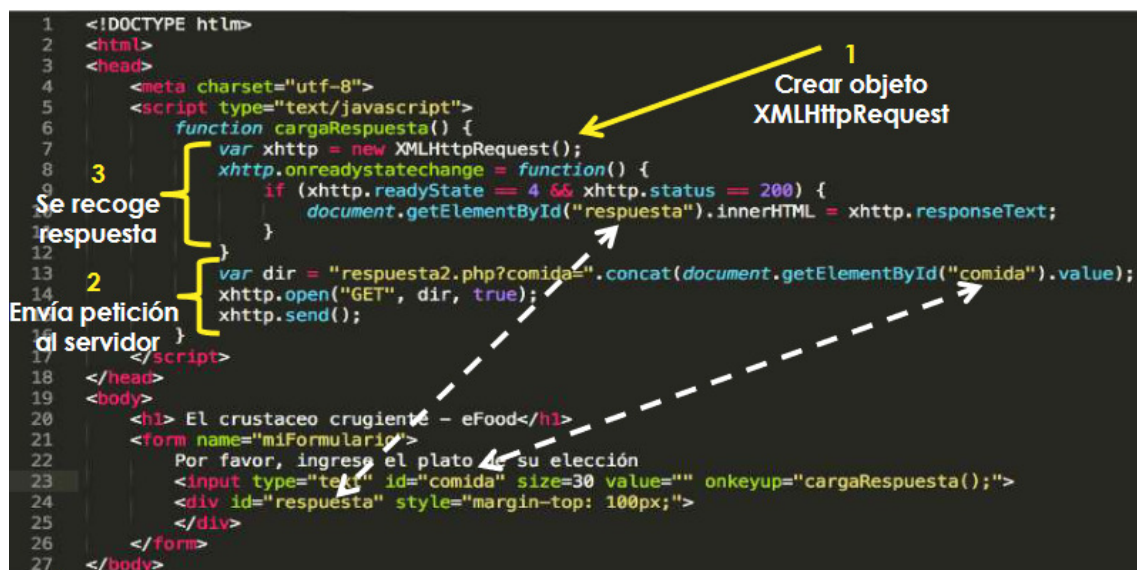 1 <!DOCTYPE htlm>
2 <html>
3 <head>
4 <meta charset="utf-8">
5 <script type="text/javascript">
6 function cargaRespuesta() {
7 var xhttp = new XMLHttpRequest();
8 xhttp.onreadystatechange = function() {
9 if (xhttp.readyState == 4 && xhttp.status == 200) {
10 document.getElementById("respuesta").innerHTML = xhttp.responseText;
11 }
12 }
13 var dir = "respuesta2.php?comida=".concat(document.getElementById("comida").value);
14 xhttp.open("GET", dir, true);
15 xhttp.send();
16 }
17 </script>
18 </head>
19 <body>
20 <h1> El crustaceo crugiente – eFood</h1>
21 <form name="miFormulario">
22 Por favor, ingrese el plato de su elección
23 <input type="text" id="comida" size=30 value="" onkeyup="cargaRespuesta();">
24 <div id="respuesta" style="margin-top: 100px;">
25 </div>
26 </form>
27 </body>
1
Crear objeto
XMLHttpRequest
3
Se recoge
respuesta
2
Envía petición
al servidor